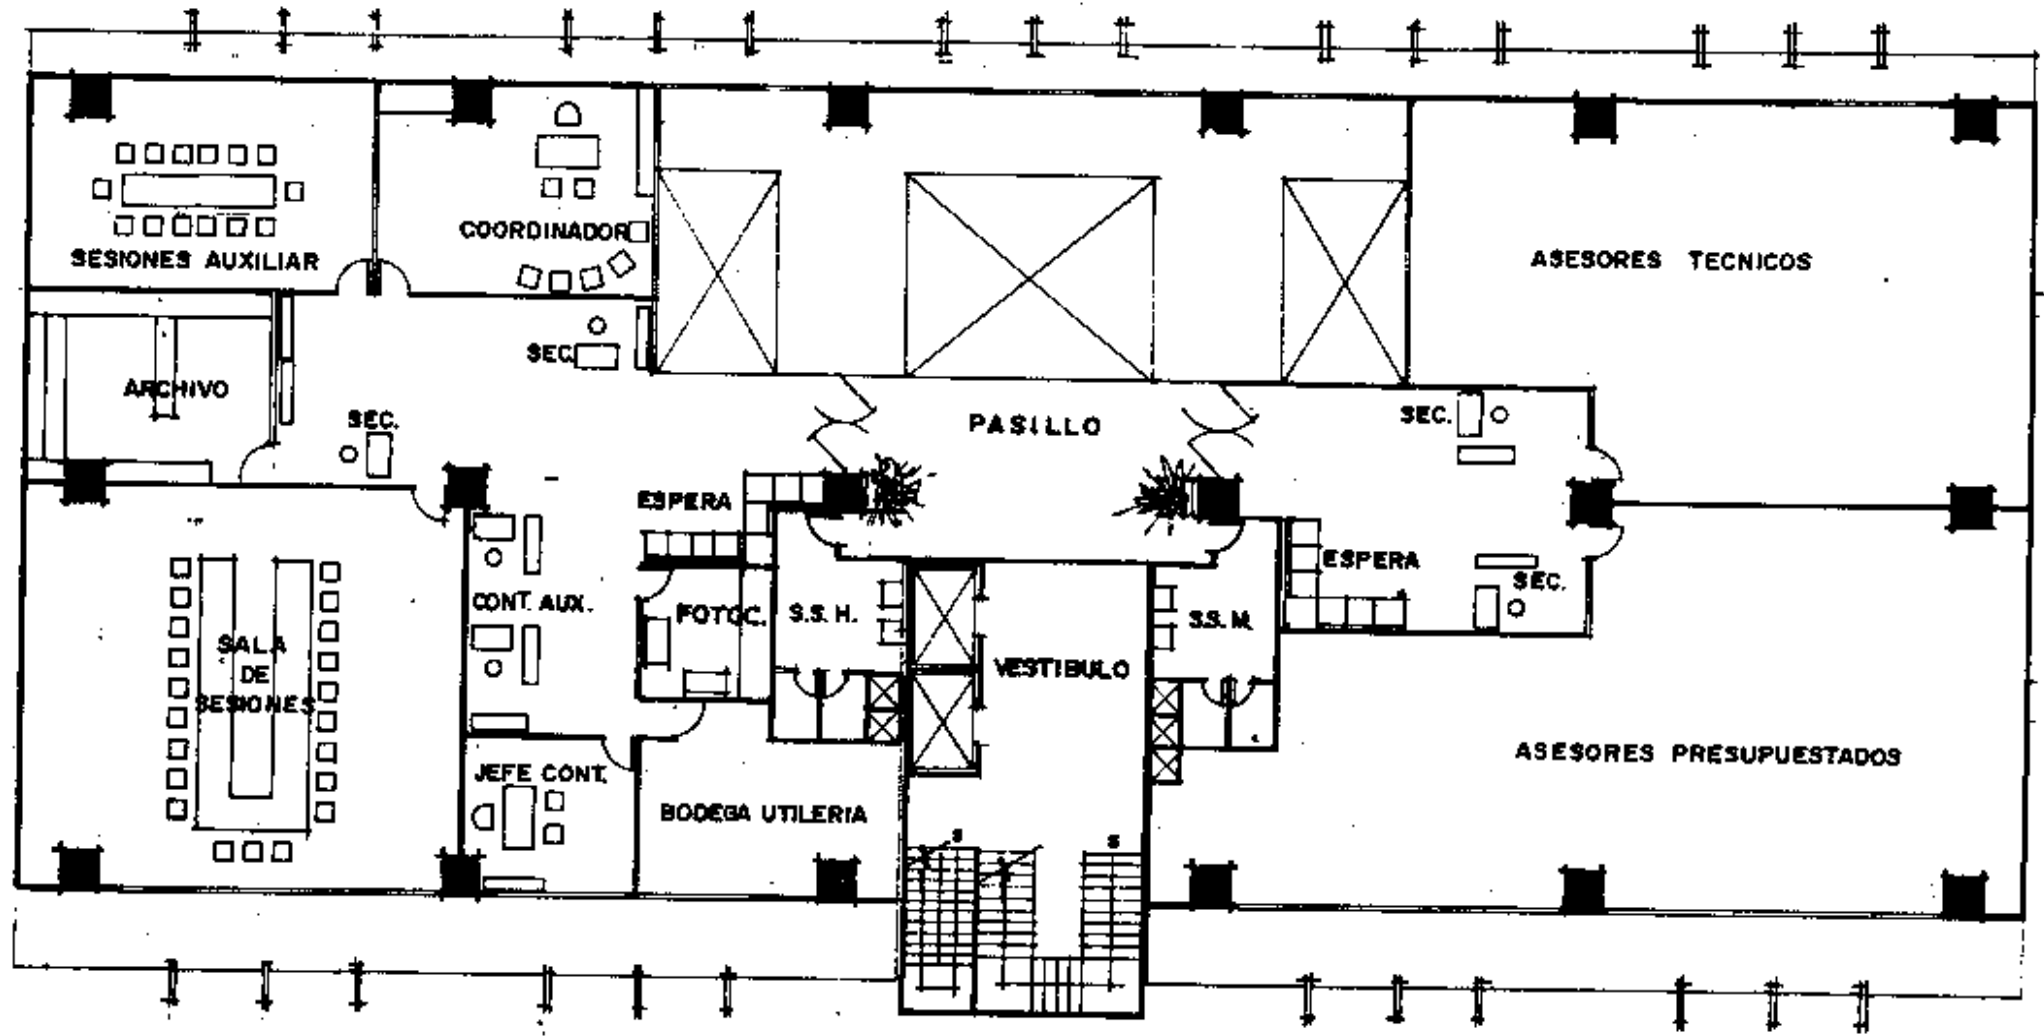 COORDINADOR
SESIONES AUXILIAR
ASESORES TECNICOS
SEC.
ARCHIVO
SEC.
PASILLO
SEC.
ESPERA
ESPERA
SEC.
CONT. AUX.
FOTOC.
S.S. H.
S.S. M.
SALA
DE
SESIONES
VESTIBULO
JEFE CONT.
BODEGA UTILERIA
ASESORES PRESUPUESTADOS
S
S